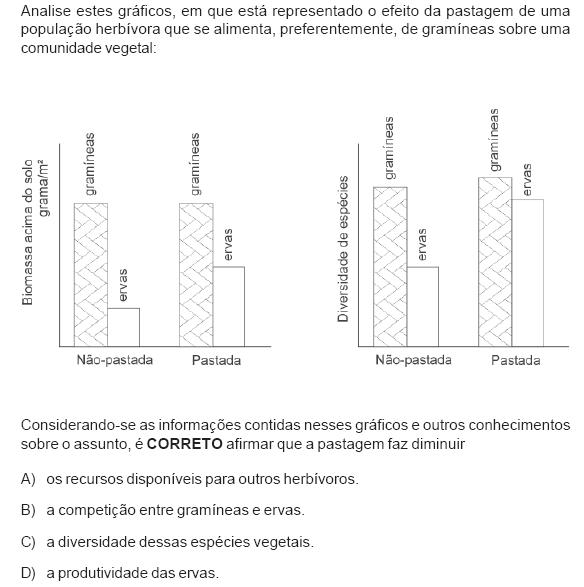 Analise estes gráficos, em que está representado o efeito da pastagem de uma
população herbívora que se alimenta, preferentemente, de gramíneas sobre uma
comunidade vegetal:
Biomassa acima do solo
grama/m²
gramíneas
ervas
gramíneas
ervas
Não-pastada
Pastada
Diversidade de espécies
gramíneas
ervas
gramíneas
ervas
Não-pastada
Pastada
Considerando-se as informações contidas nesses gráficos e outros conhecimentos
sobre o assunto, é CORRETO afirmar que a pastagem faz diminuir
A) os recursos disponíveis para outros herbívoros.
B) a competição entre gramíneas e ervas.
C) a diversidade dessas espécies vegetais.
D) a produtividade das ervas.